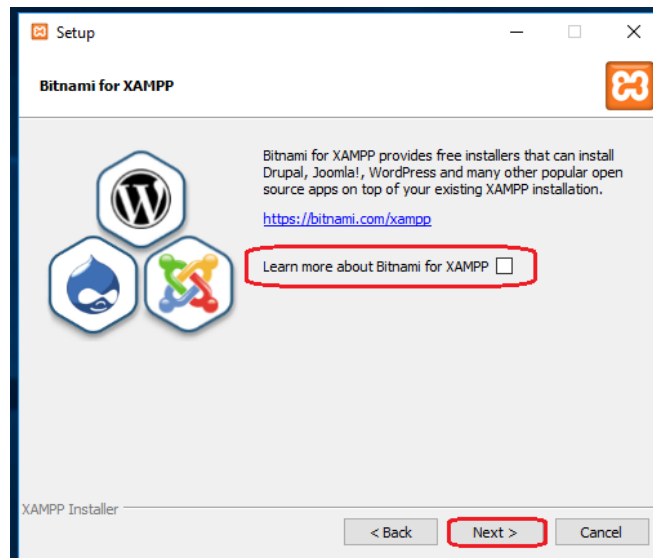 Setup
Bitnami for XAMPP
Bitnami for XAMPP provides free installers that can install
Drupal, Joomla!, WordPress and many other popular open
source apps on top of your existing XAMPP installation.
https://bitnami.com/xampp
Learn more about Bitnami for XAMPP
XAMPP Installer
< Back Next > Cancel